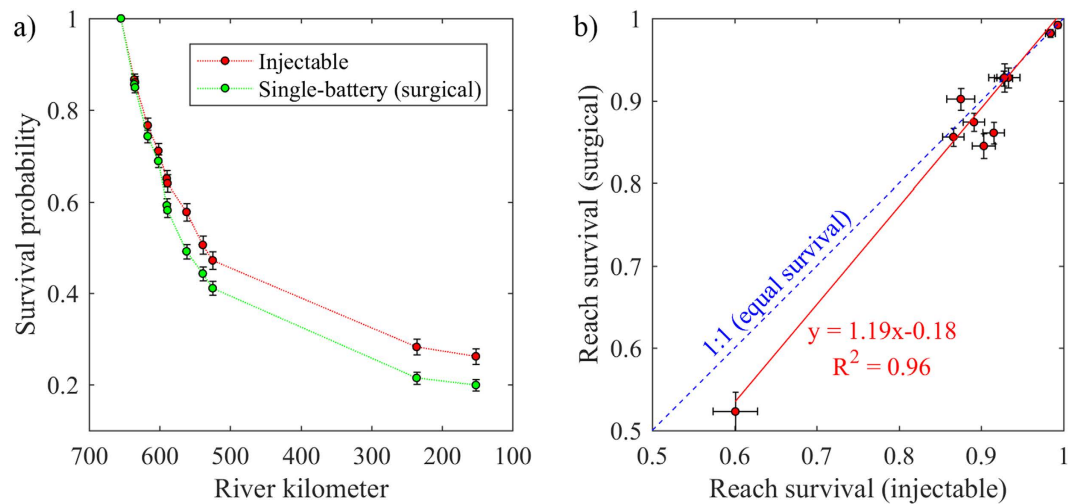 a)
Survival probability
1
0.8
0.6
0.4
0.2
Injectable
Single-battery (surgical)
700 600 500 400 300 200 100
River kilometer
b)
Reach survival (surgical)
1
0.9
0.8
0.7
0.6
0.5
1:1 (equal survival)
y = 1.19x-0.18
R² = 0.96
0.5 0.6 0.7 0.8 0.9 1
Reach survival (injectable)